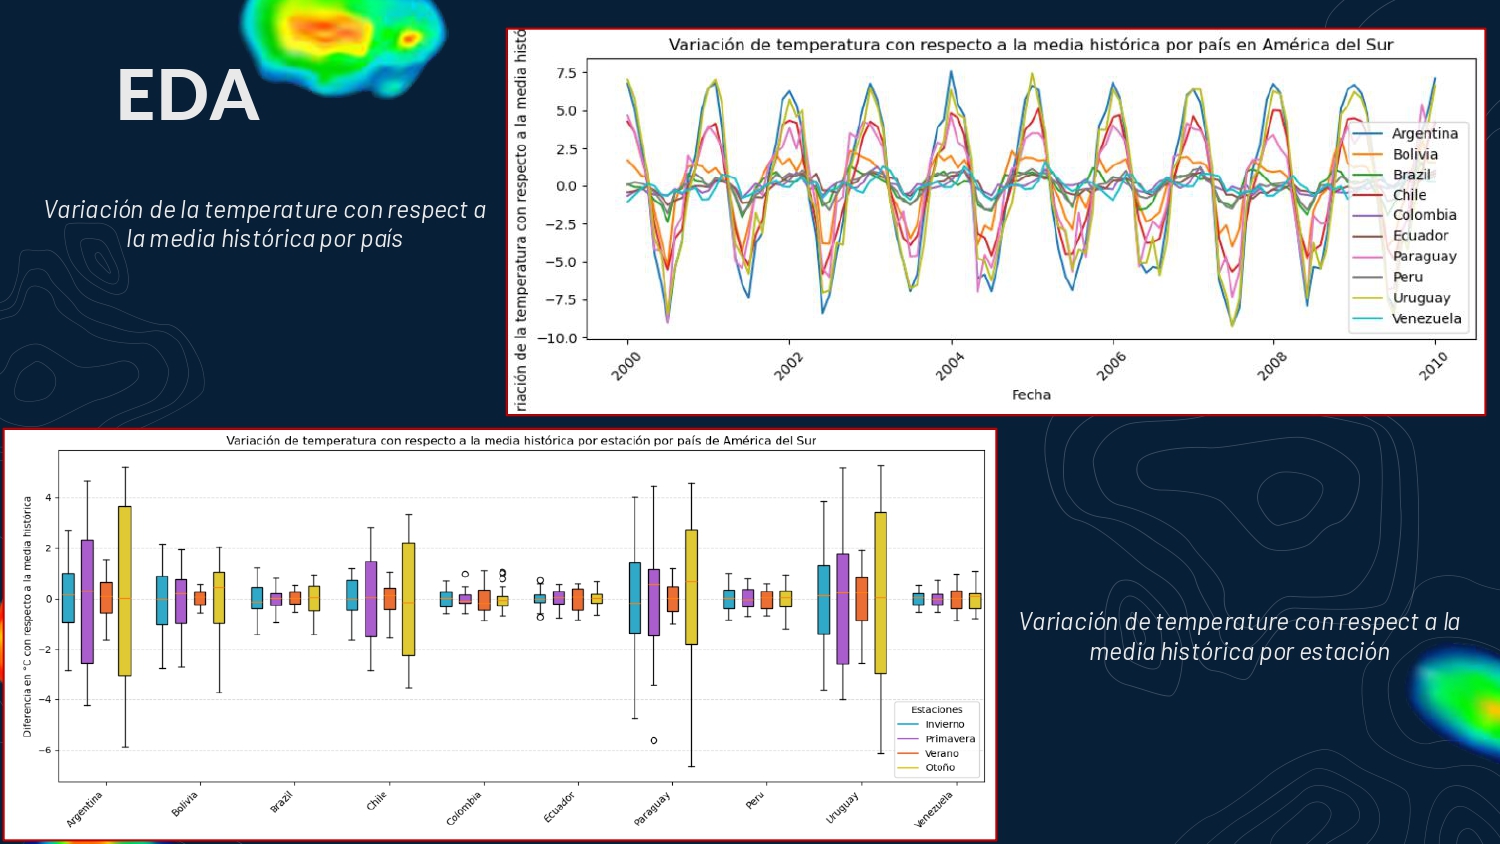 EDA
Variación de la temperature con respect a
la media histórica por país
Variación de temperatura con respecto a la media histórica por país en América del Sur
riación de la temperatura con respecto a la media histó
7.5
5.0
2.5
0.0
−2.5
−5.0
−7.5
−10.0
2000
2002
2004
2006
2008
2010
Fecha
Argentina
Bolivia
Brazil
Chile
Colombia
Ecuador
Paraguay
Peru
Uruguay
Venezuela
Variación de temperatura con respecto a la media histórica por estación por país de América del Sur
Diferencia en °C con respecto a la media histórica
4
2
0
−2
−4
−6
Argentina
Bolivia
Brazil
Chile
Colombia
Ecuador
Paraguay
Peru
Uruguay
Venezuela
Estaciones
Invierno
Primavera
Verano
Otoño
Variación de temperature con respect a la
media histórica por estación